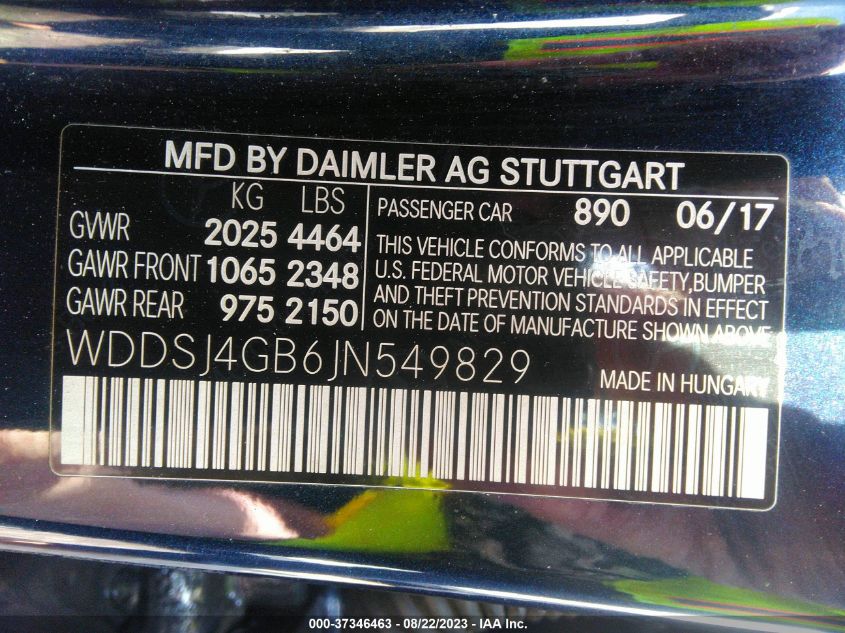 MFD BY DAIMLER AG STUTTGART
KG LBS
GVWR 2025 4464
GAWR FRONT 1065 2348
GAWR REAR 975 2150
PASSENGER CAR 890 06/17
THIS VEHICLE CONFORMS TO ALL APPLICABLE
U.S. FEDERAL MOTOR VEHICLE SAFETY, BUMPER
AND THEFT PREVENTION STANDARDS IN EFFECT
ON THE DATE OF MANUFACTURE SHOWN ABOVE
WDDSJ4GB6JN549829
MADE IN HUNGARY
000-37346463 - 08/22/2023 - IAA Inc.